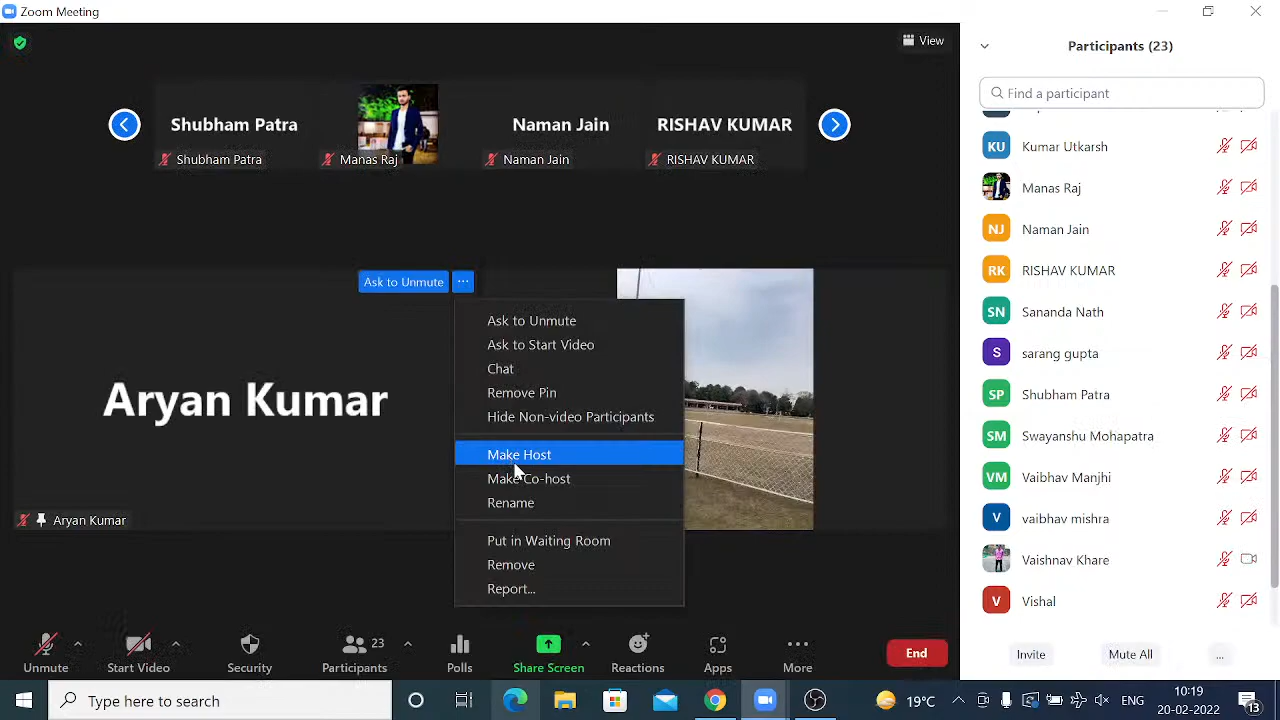 Zoom Meeting
View
Shubham Patra
Naman Jain
RISHAV KUMAR
Shubham Patra
Manas Raj
Naman Jain
RISHAV KUMAR
Ask to Unmute
...
Aryan Kumar
Aryan Kumar
Ask to Unmute
Ask to Start Video
Chat
Remove Pin
Hide Non-video Participants
Make Host
Make Co-host
Rename
Put in Waiting Room
Remove
Report...
Participants (23)
Find a participant
KU Kumar Utkarsh
Manas Raj
NJ Naman Jain
RK RISHAV KUMAR
SN Sananda Nath
S sarang gupta
SP Shubham Patra
SM Swayanshu Mohapatra
VM Vaibhav Manjhi
V vaibhav mishra
Vaishnav Khare
V Vishal
Invite
Mute All
...
Unmute
Start Video
Security
23
Participants
Polls
Share Screen
Reactions
Apps
More
End
Type here to search
19°C
ENG
10:19
20-02-2022
3